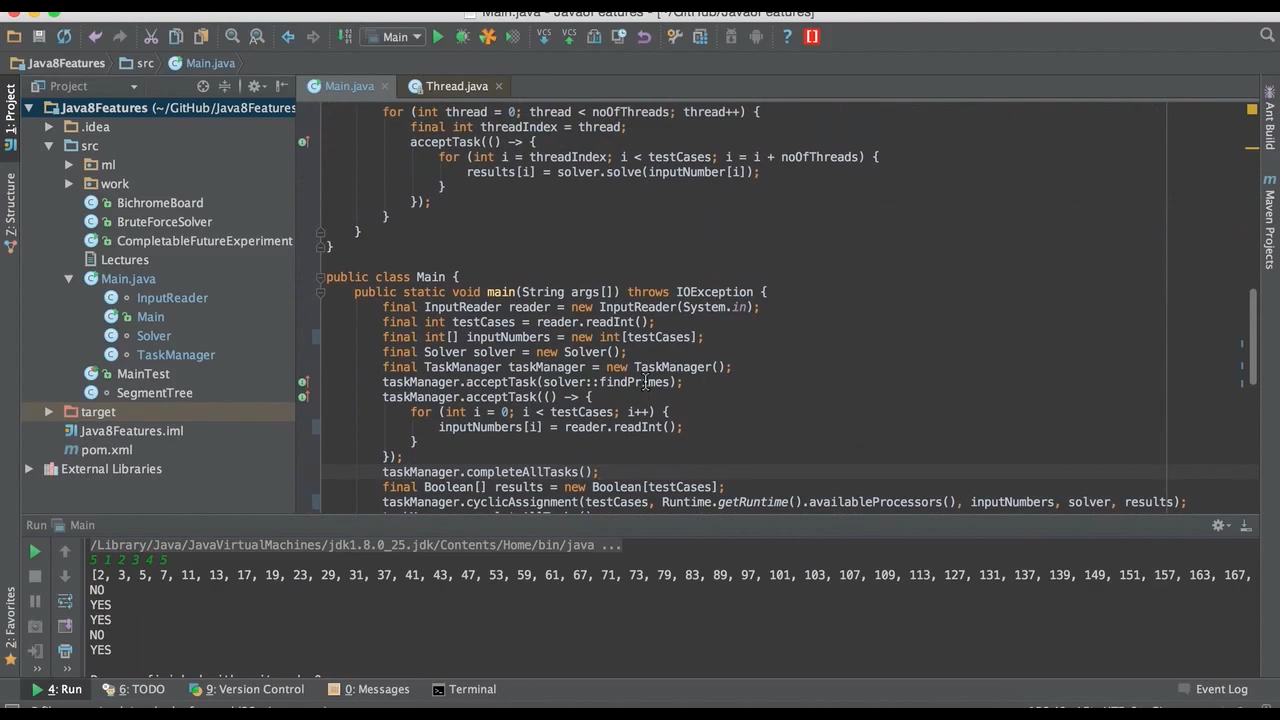 Main.java - Java8Features - [~/GitHub/Java8Features]
Main
Java8Features src Main.java
Project
Main.java Thread.java
1: Project
Z: Structure
2: Favorites
Ant Build
Maven Projects
Java8Features (~/GitHub/Java8Features
.idea
src
ml
work
BichromeBoard
BruteForceSolver
CompletableFutureExperiment
Lectures
Main.java
InputReader
Main
Solver
TaskManager
MainTest
SegmentTree
target
Java8Features.iml
pom.xml
External Libraries
for (int thread = 0; thread < noOfThreads; thread++) {
final int threadIndex = thread;
acceptTask(() -> {
for (int i = threadIndex; i < testCases; i = i + noOfThreads) {
results[i] = solver.solve(inputNumber[i]);
}
});
}
}
}
public class Main {
public static void main(String args[]) throws IOException {
final InputReader reader = new InputReader(System.in);
final int testCases = reader.readInt();
final int[] inputNumbers = new int[testCases];
final Solver solver = new Solver();
final TaskManager taskManager = new TaskManager();
taskManager.acceptTask(solver::findPrimes);
taskManager.acceptTask(() -> {
for (int i = 0; i < testCases; i++) {
inputNumbers[i] = reader.readInt();
}
});
taskManager.completeAllTasks();
final Boolean[] results = new Boolean[testCases];
taskManager.cyclicAssignment(testCases, Runtime.getRuntime().availableProcessors(), inputNumbers, solver, results);
Run Main
/Library/Java/JavaVirtualMachines/jdk1.8.0_25.jdk/Contents/Home/bin/java ...
5 1 2 3 4 5
[2, 3, 5, 7, 11, 13, 17, 19, 23, 29, 31, 37, 41, 43, 47, 53, 59, 61, 67, 71, 73, 79, 83, 89, 97, 101, 103, 107, 109, 113, 127, 131, 137, 139, 149, 151, 157, 163, 167,
NO
YES
YES
NO
YES
4: Run 6: TODO 9: Version Control 0: Messages Terminal Event Log